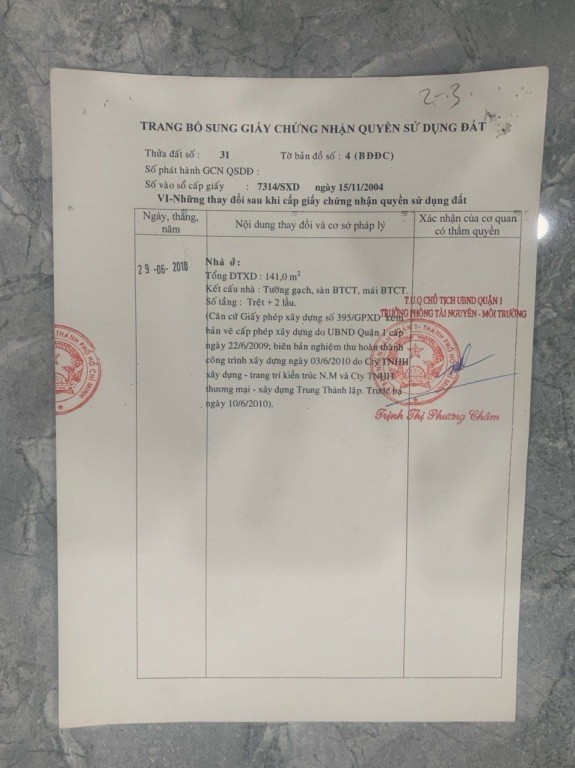 2-3
TRANG BỔ SUNG GIẤY CHỨNG NHẬN QUYỀN SỬ DỤNG ĐẤT
Thửa đất số : 31 Tờ bản đồ số : 4 (BĐĐC)
Số phát hành GCN QSDĐ :
Số vào sổ cấp giấy : 7314/SXD ngày 15/11/2004
VI-Những thay đổi sau khi cấp giấy chứng nhận quyền sử dụng đất
Ngày, tháng, năm
Nội dung thay đổi và cơ sở pháp lý
Xác nhận của cơ quan có thẩm quyền
29-06-2010
Nhà ở :
Tổng DTXD : 141,0 m²
Kết cấu nhà : Tường gạch, sàn BTCT, mái BTCT.
Số tầng : Trệt + 2 lầu.
(Căn cứ Giấy phép xây dựng số 395/GPXD kèm
bản vẽ cấp phép xây dựng do UBND Quận 1 cấp
ngày 22/6/2009; biên bản nghiệm thu hoàn thành
công trình xây dựng ngày 03/6/2010 do Cty TNHH
xây dựng - trang trí kiến trúc N.M và Cty TNHH
thương mại - xây dựng Trung Thành lập. Trước bạ
ngày 10/6/2010).
T.U.Q CHỦ TỊCH UBND QUẬN 1
TRƯỞNG PHÒNG TÀI NGUYÊN - MÔI TRƯỜNG
Trịnh Thị Phương Châm
THÀNH PHỐ HỒ CHÍ MINH